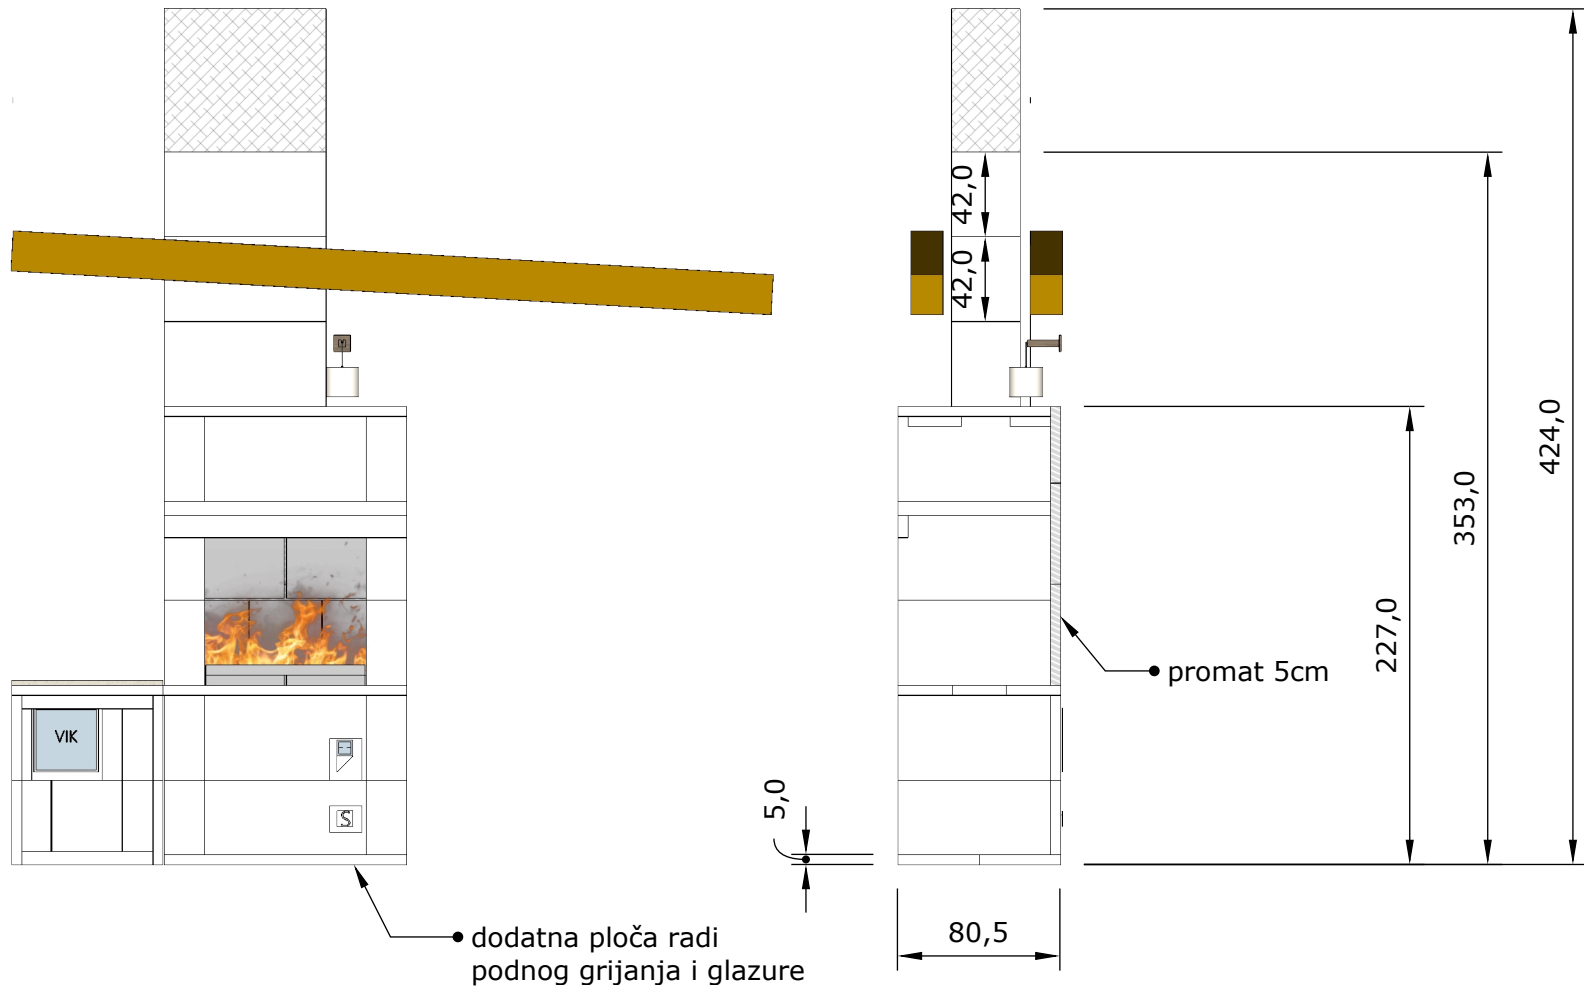 42,0
42,0
424,0
353,0
227,0
promat 5cm
VIK
S
5,0
80,5
dodatna ploča radi
podnog grijanja i glazure